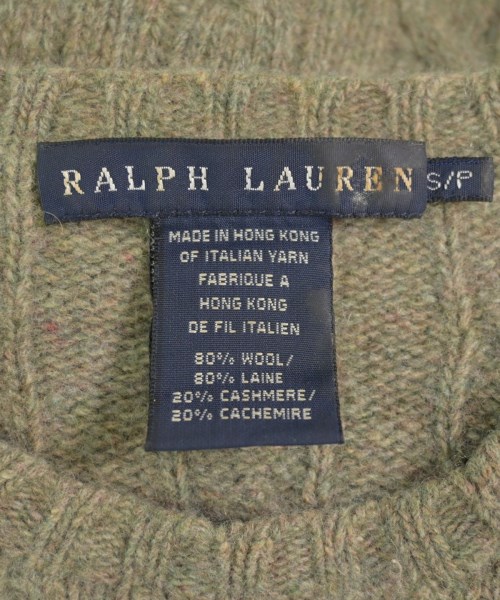 RALPH LAUREN
S/P
MADE IN HONG KONG
OF ITALIAN YARN
FABRIQUE A
HONG KONG
DE FIL ITALIEN
80% WOOL/
80% LAINE
20% CASHMERE/
20% CACHEMIRE